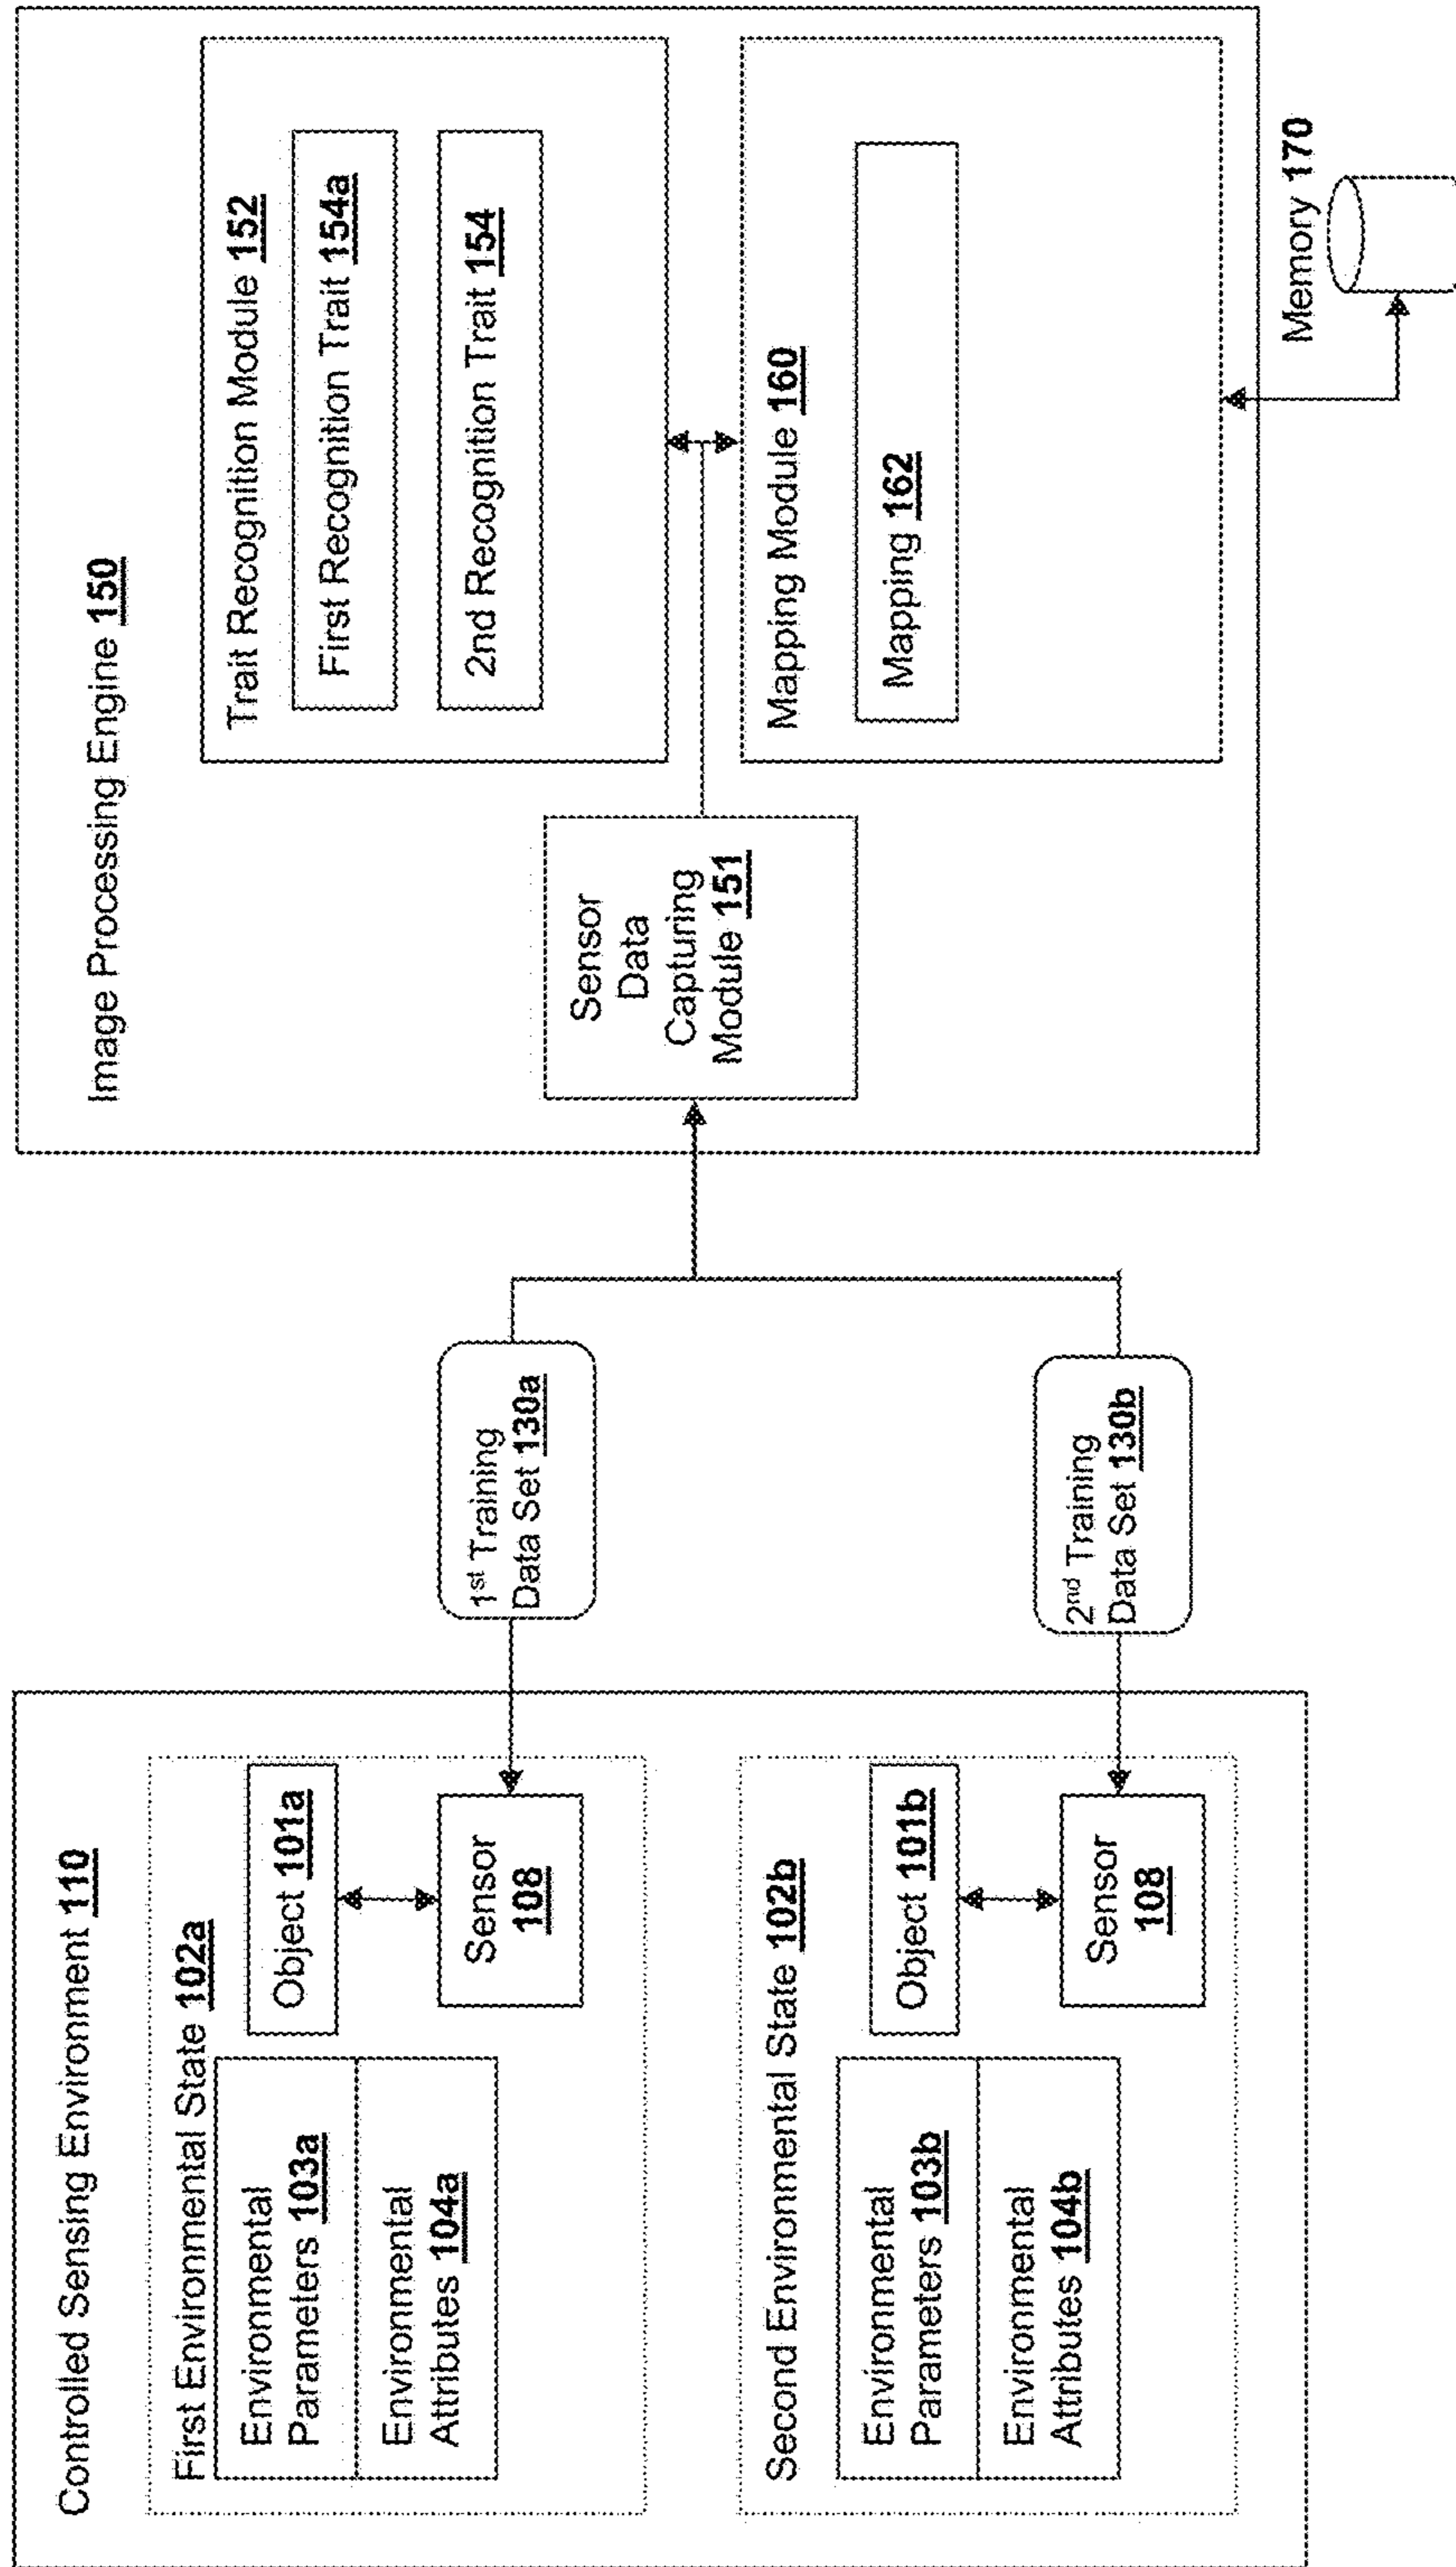 Controlled Sensing Environment 110
First Environmental State 102a
Environmental
Parameters 103a
Environmental
Attributes 104a
Object 101a
Sensor
108
Second Environmental State 102b
Environmental
Parameters 103b
Environmental
Attributes 104b
Object 101b
Sensor
108
1st Training
Data Set 130a
2nd Training
Data Set 130b
Image Processing Engine 150
Sensor
Data
Capturing
Module 151
Trait Recognition Module 152
First Recognition Trait 154a
2nd Recognition Trait 154
Mapping Module 160
Mapping 162
Memory 170